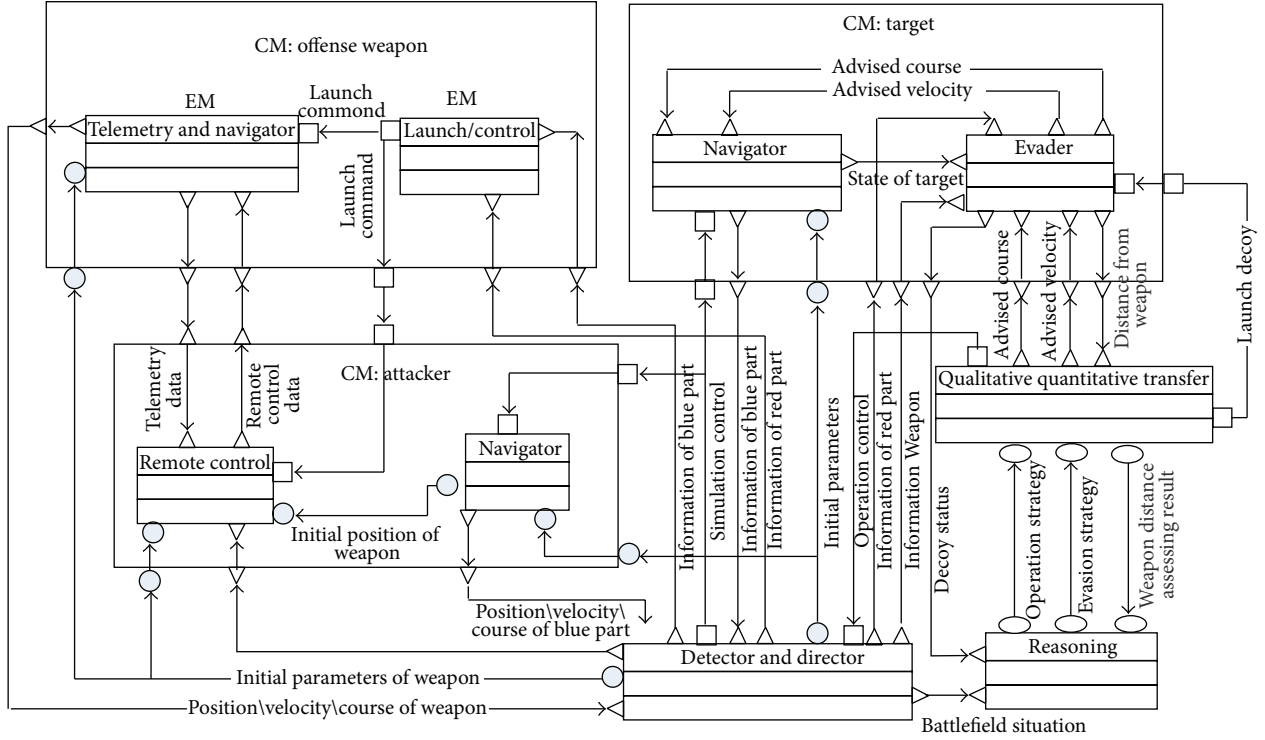 CM: offense weapon
CM: target
Advised course
Advised velocity
EM
Launch
commond
EM
Telemetry and navigator
Launch/control
Navigator
Evader
Launch
command
State of target
Advised course
Advised velocity
Distance from
weapon
Launch decoy
CM: attacker
Telemetry
data
Remote
control
data
Qualitative quantitative transfer
Remote control
Navigator
Initial position of
weapon
Information of blue part
Simulation control
Information of blue part
Information of red part
Initial parameters
Operation control
Information of red part
Information Weapon
Decoy status
Operation strategy
Evasion strategy
Weapon distance
assessing result
Position\velocity\
course of blue part
Detector and director
Reasoning
Initial parameters of weapon
Position\velocity\course of weapon
Battlefield situation